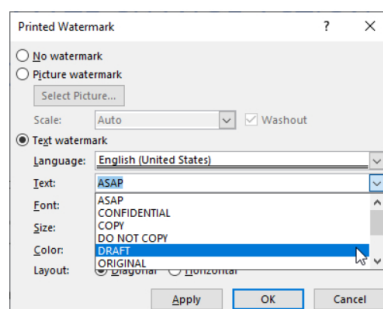 Printed Watermark ? ×
No watermark
Picture watermark
Select Picture...
Scale: Auto Washout
Text watermark
Language: English (United States)
Text: ASAP
Font: ASAP
CONFIDENTIAL
Size: COPY
DO NOT COPY
Color: DRAFT
ORIGINAL
Layout: Diagonal Horizontal
Apply OK Cancel